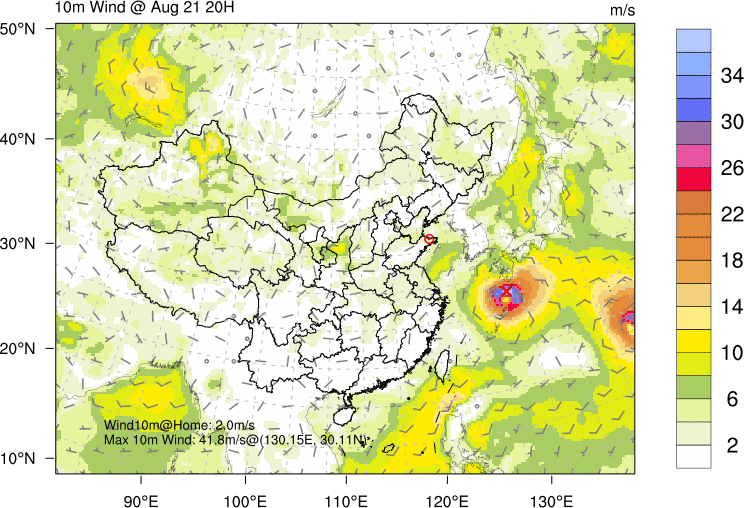 10m Wind @ Aug 21 20H
m/s
50°N
40°N
30°N
20°N
10°N
34
30
26
22
18
14
10
6
2
Wind10m@Home: 2.0m/s
Max 10m Wind: 41.8m/s@(130.15E, 30.11N)
90°E
100°E
110°E
120°E
130°E